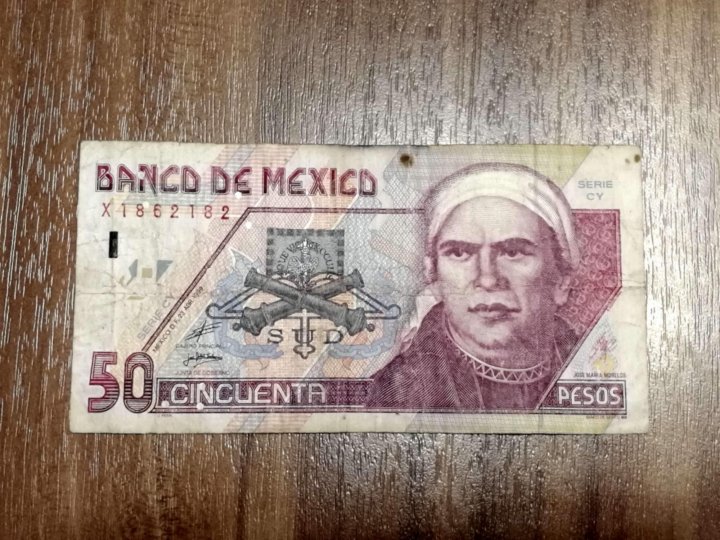 BANCO DE MEXICO
X1862182
SERIE
CY
SERIE CY
SUD
CAJERO PRINCIPAL
JUNTA DE GOBIERNO
JOSE MARIA MORELOS
50 CINCUENTA
PESOS